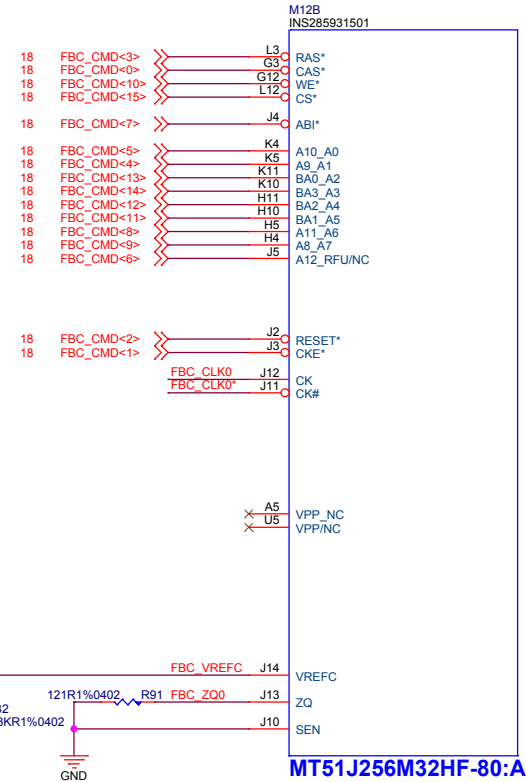 M12B
INS285931501
18 FBC_CMD<3> L3 RAS*
18 FBC_CMD<0> G3 CAS*
18 FBC_CMD<10> G12 WE*
18 FBC_CMD<15> L12 CS*
18 FBC_CMD<7> J4 ABI*
18 FBC_CMD<5> K4 A10_A0
18 FBC_CMD<4> K5 A9_A1
18 FBC_CMD<13> K11 BA0_A2
18 FBC_CMD<14> K10 BA3_A3
18 FBC_CMD<12> H11 BA2_A4
18 FBC_CMD<11> H10 BA1_A5
18 FBC_CMD<8> H5 A11_A6
18 FBC_CMD<9> H4 A8_A7
18 FBC_CMD<6> J5 A12_RFU/NC
18 FBC_CMD<2> J2 RESET*
18 FBC_CMD<1> J3 CKE*
FBC_CLK0 J12 CK
FBC_CLK0* J11 CK#
A5 VPP_NC
U5 VPP/NC
FBC_VREFC J14 VREFC
121R1%0402 R91 FBC_ZQ0 J13 ZQ
KR1%0402 J10 SEN
GND
MT51J256M32HF-80:A